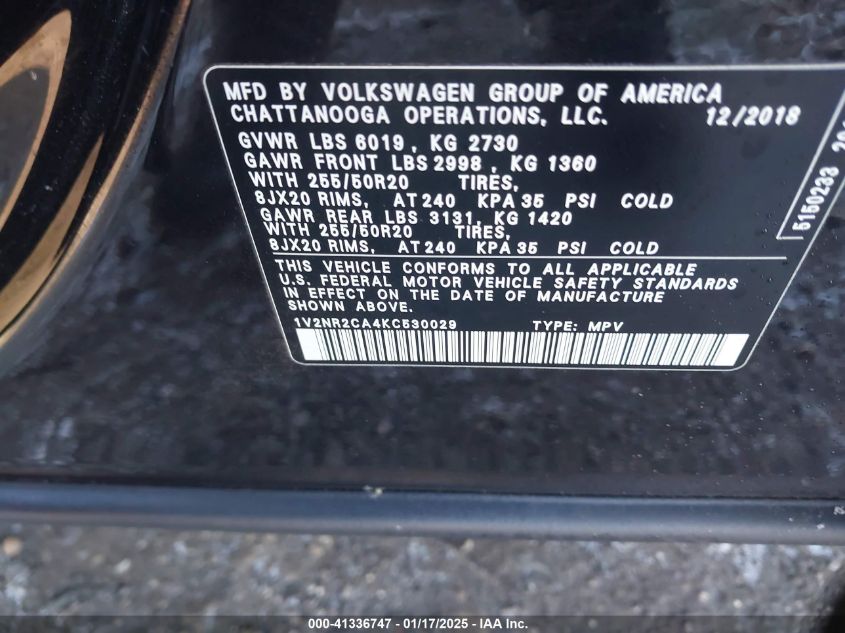 MFD BY VOLKSWAGEN GROUP OF AMERICA
CHATTANOOGA OPERATIONS, LLC. 12/2018
GVWR LBS 6019, KG 2730
GAWR FRONT LBS 2998, KG 1360
WITH 255/50R20 TIRES,
8JX20 RIMS, AT 240 KPA 35 PSI COLD
GAWR REAR LBS 3131, KG 1420
WITH 255/50R20 TIRES,
8JX20 RIMS, AT 240 KPA 35 PSI COLD
THIS VEHICLE CONFORMS TO ALL APPLICABLE
U.S. FEDERAL MOTOR VEHICLE SAFETY STANDARDS
IN EFFECT ON THE DATE OF MANUFACTURE
SHOWN ABOVE.
1V2NR2CA4KC530029 TYPE: MPV
5150233
000-41336747 - 01/17/2025 - IAA Inc.